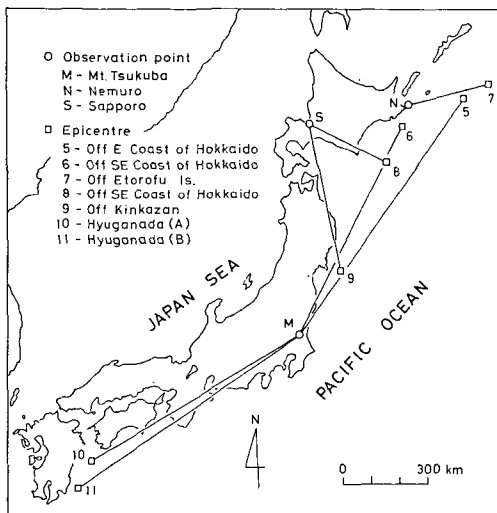 O Observation point
M - Mt. Tsukuba
N - Nemuro
S - Sapporo
□ Epicentre
5 - Off E Coast of Hokkaido
6 - Off SE Coast of Hokkaido
7 - Off Etorofu Is.
8 - Off SE Coast of Hokkaido
9 - Off Kinkazan
10 - Hyuganada (A)
11 - Hyuganada (B)
N
7
5
S
6
8
9
JAPAN SEA
M
PACIFIC OCEAN
N
10
11
0 300 km